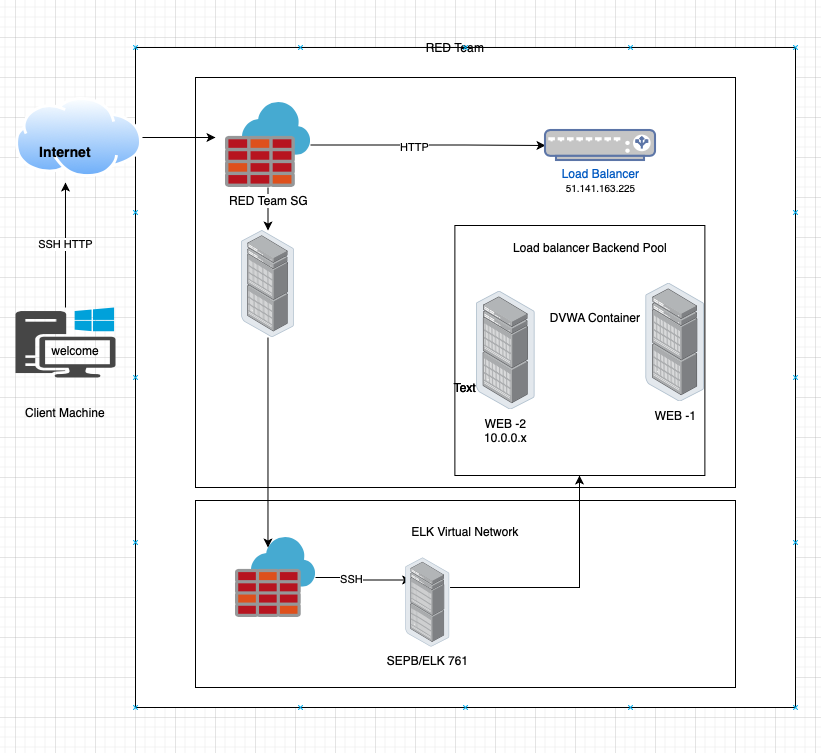 RED Team
Internet
HTTP
Load Balancer
51.141.163.225
RED Team SG
SSH HTTP
Load balancer Backend Pool
DVWA Container
welcome
Text
WEB -2
10.0.0.x
WEB -1
Client Machine
ELK Virtual Network
SSH
SEPB/ELK 761